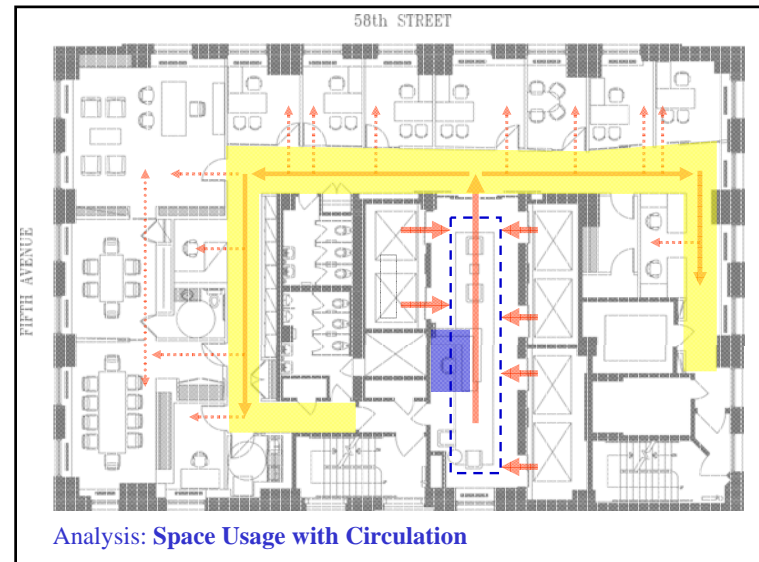 58th STREET
FIFTH AVENUE
Analysis: Space Usage with Circulation